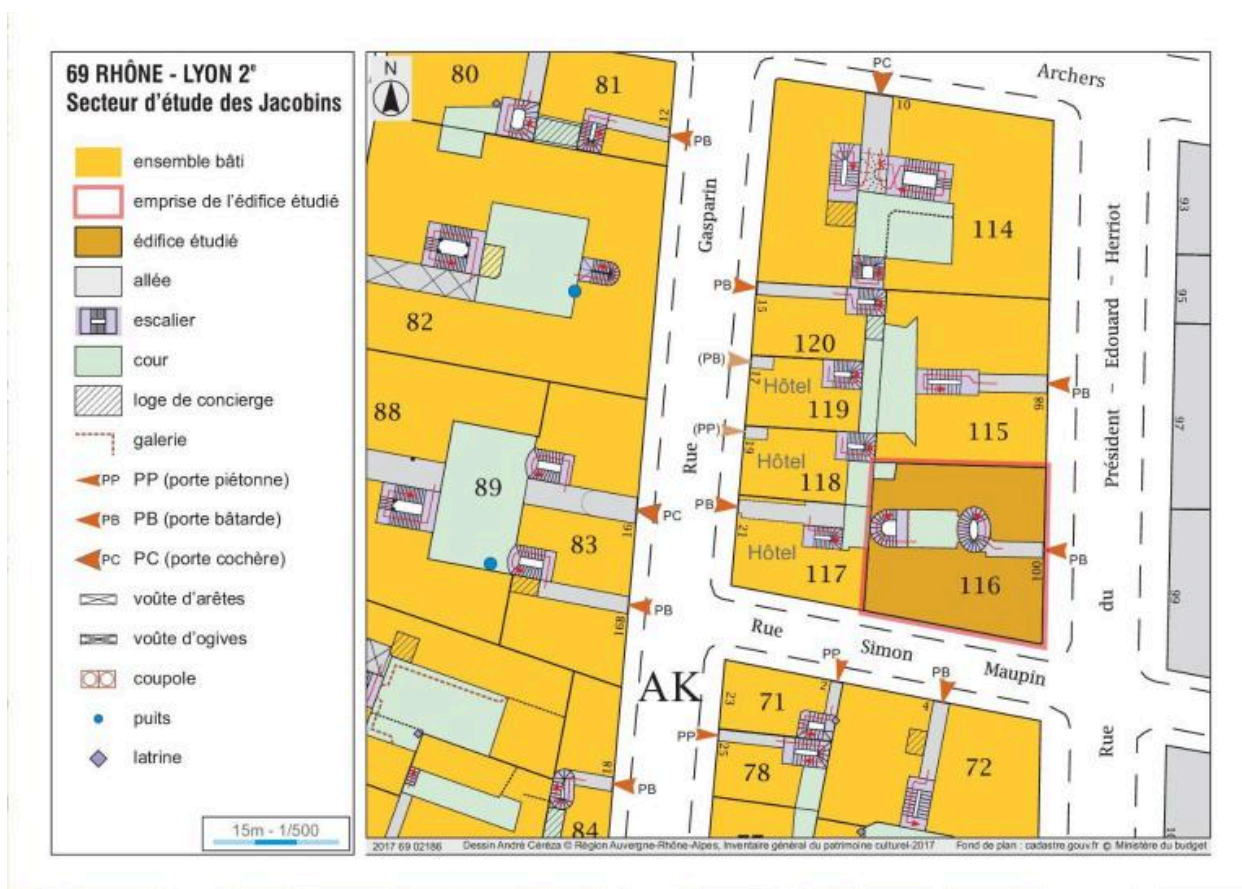 69 RHÔNE - LYON 2e
Secteur d'étude des Jacobins
ensemble bâti
emprise de l'édifice étudié
édifice étudié
allée
escalier
cour
loge de concierge
galerie
PP PP (porte piétonne)
PB PB (porte bâtarde)
PC PC (porte cochère)
voûte d'arêtes
voûte d'ogives
coupole
puits
latrine
15m - 1/500
N
80
81
12
PB
82
88
89
83
16
PC
168
PB
18
PB
84
AK
Rue Gasparin
Archers
PC
10
114
PB
15
120
(PB)
17
Hôtel
119
(PP)
19
Hôtel
118
PB
21
Hôtel
117
PB
98
115
PB
100
116
Rue du Président - Edouard - Herriot
93
95
97
99
Rue Simon Maupin
PP
2
71
23
PP
25
78
PB
4
72
2017 69 02186 Dessin André Céréza © Région Auvergne-Rhône-Alpes, Inventaire général du patrimoine culturel-2017 Fond de plan : cadastre.gouv.fr © Ministère du budget